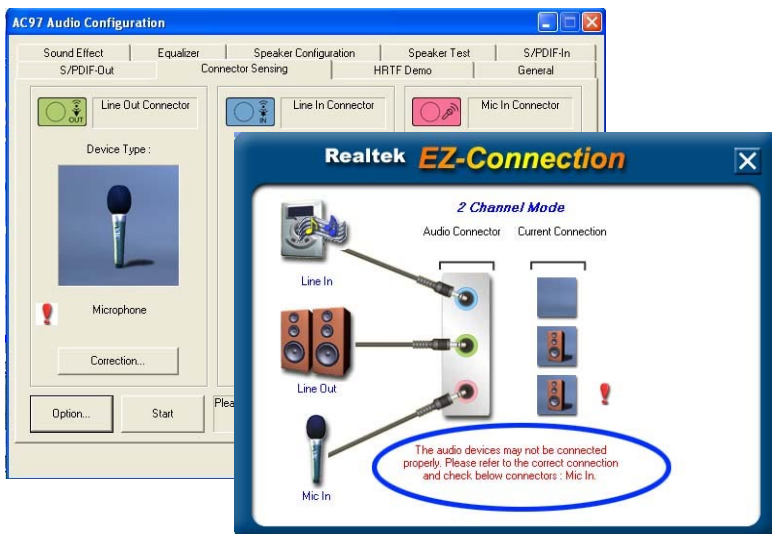 AC97 Audio Configuration
Sound Effect
Equalizer
Speaker Configuration
Speaker Test
S/PDIF-In
S/PDIF-Out
Connector Sensing
HRTF Demo
General
OUT
Line Out Connector
IN
Line In Connector
Mic In Connector
Device Type :
Microphone
Correction...
Option...
Start
Plea
Realtek EZ-Connection
2 Channel Mode
Audio Connector
Current Connection
Line In
Line Out
Mic In
The audio devices may not be connected
properly. Please refer to the correct connection
and check below connectors : Mic In.